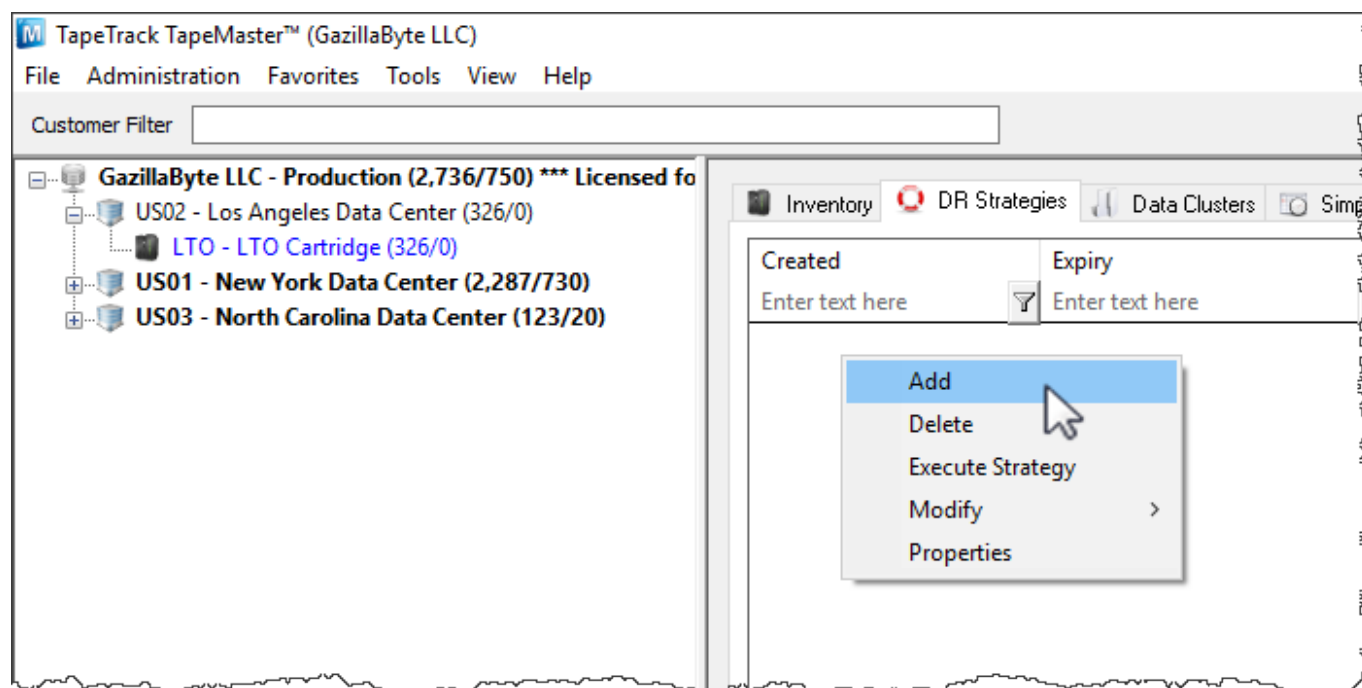 TapeTrack TapeMaster™ (GazillaByte LLC)
File Administration Favorites Tools View Help
Customer Filter
GazillaByte LLC - Production (2,736/750) *** Licensed fo
US02 - Los Angeles Data Center (326/0)
LTO - LTO Cartridge (326/0)
US01 - New York Data Center (2,287/730)
US03 - North Carolina Data Center (123/20)
Inventory DR Strategies Data Clusters Simp
Created Expiry
Enter text here Enter text here
Add
Delete
Execute Strategy
Modify >
Properties